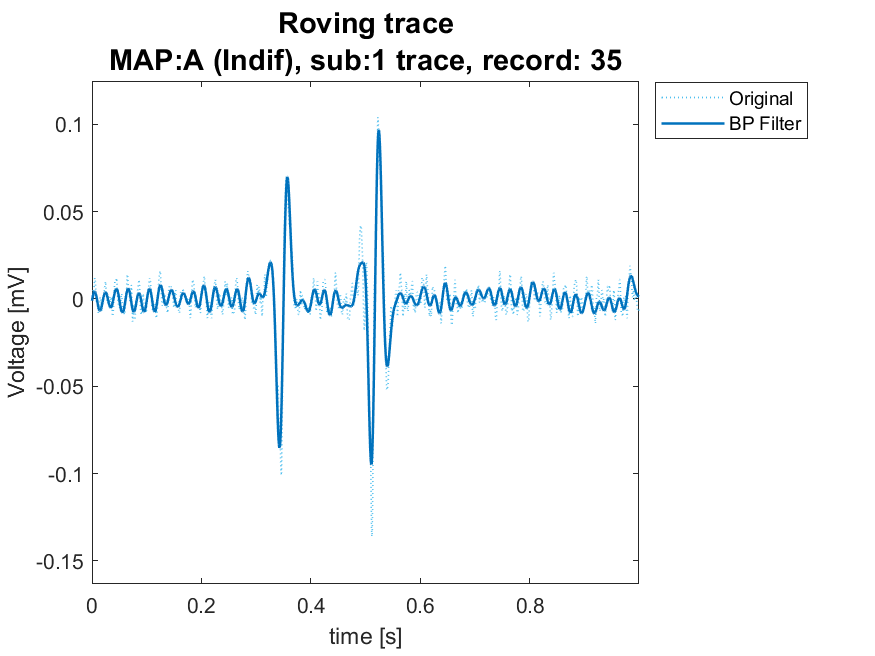 Roving trace
MAP:A (Indif), sub:1 trace, record: 35
Original
BP Filter
0.1
0.05
0
-0.05
-0.1
-0.15
Voltage [mV]
0 0.2 0.4 0.6 0.8
time [s]